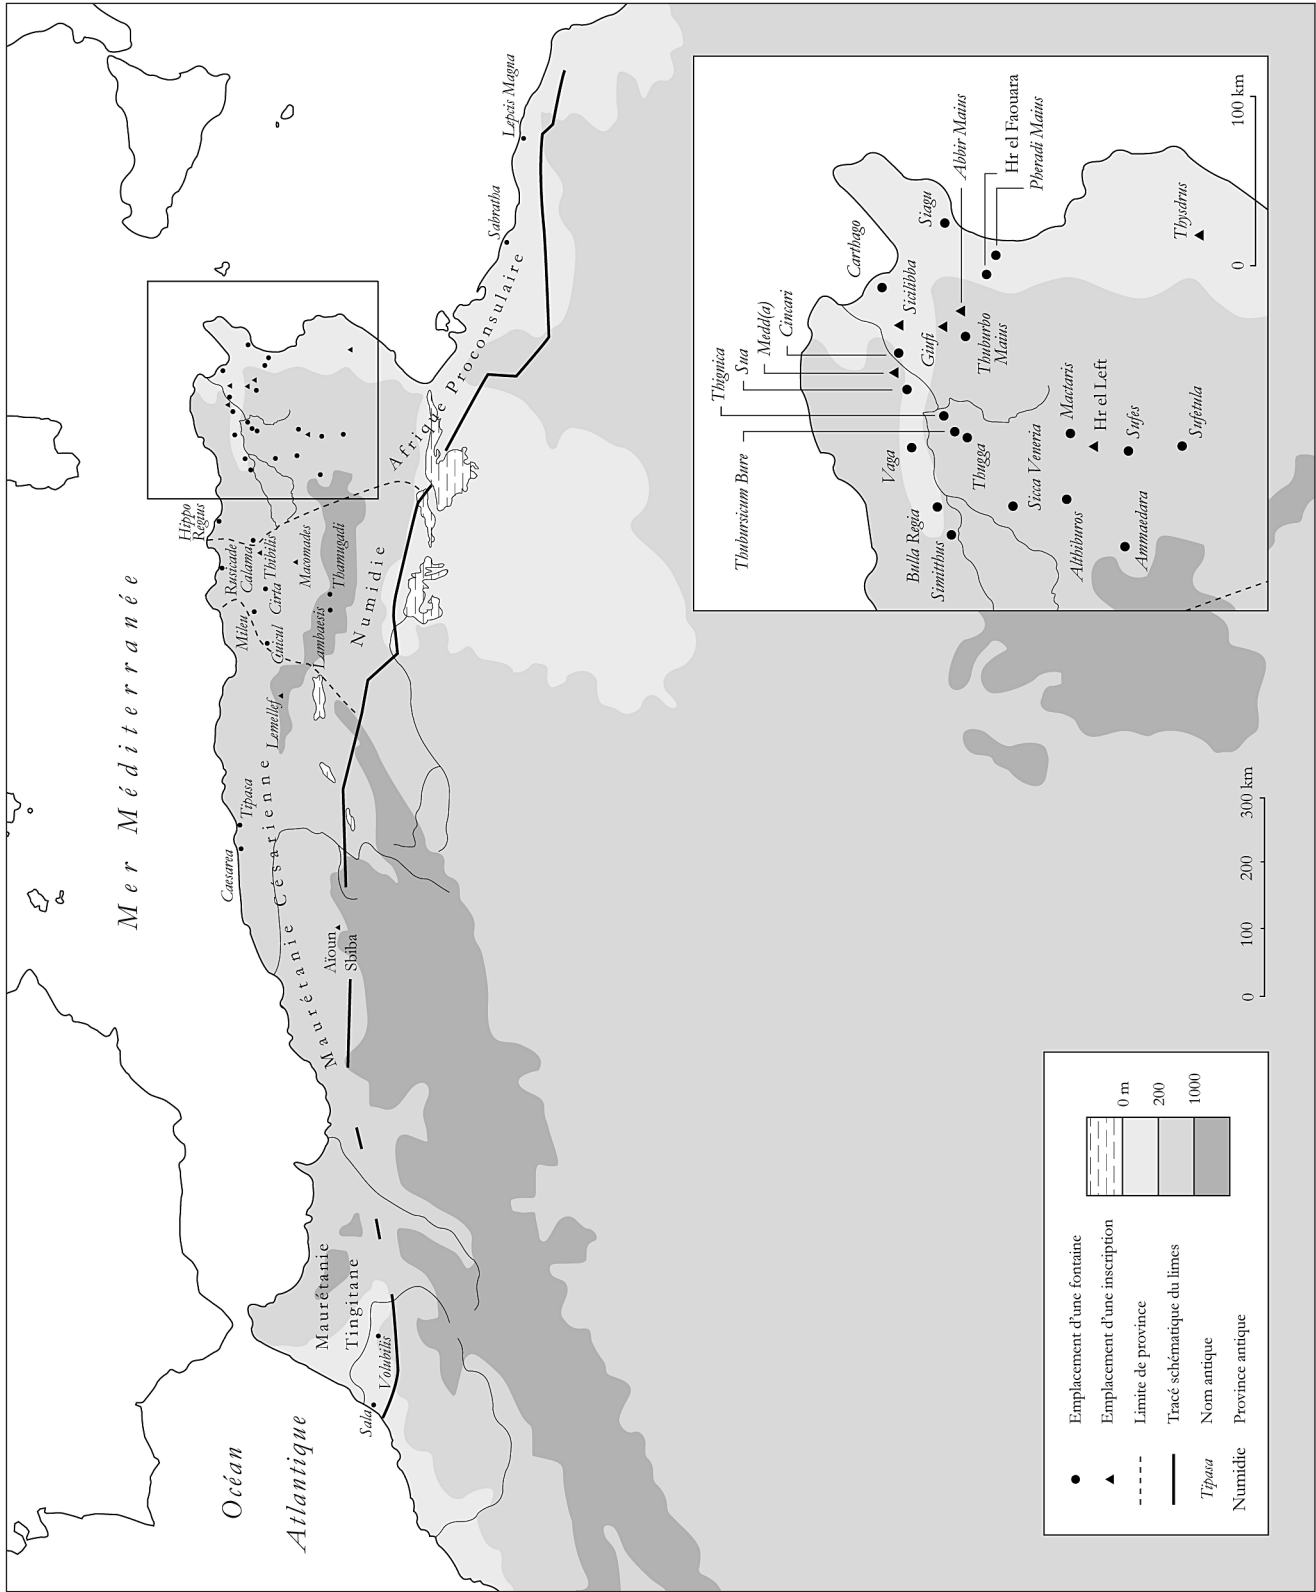 Mer Méditerranée
Océan
Atlantique
Sala
Volubilis
Maurétanie
Tingitane
Maurétanie Césarienne
Aïoun
Sbiba
Caesarea
Tipasa
Lemellef
Cuicul
Mileu
Lambaesis
Thamugadi
Rusicade
Calama
Cirta
Thibilis
Macomades
Hippo
Regius
Numidie
Afrique Proconsulaire
Sabratha
Lepcis Magna
Thubursicum Bure
Thignica
Sua
Medd(a)
Cincari
Carthago
Sicilibba
Siagu
Abbir Maius
Hr el Faouara
Pheradi Maius
Giufi
Thuburbo
Maius
Vaga
Thugga
Bulla Regia
Simitthus
Sicca Veneria
Mactaris
Hr el Left
Althiburos
Sufes
Ammaedara
Sufetula
Thysdrus
0 100 km
0 100 200 300 km
Emplacement d'une fontaine
Emplacement d'une inscription
Limite de province
Tracé schématique du limes
Tipasa Nom antique
Numidie Province antique
0 m
200
1000